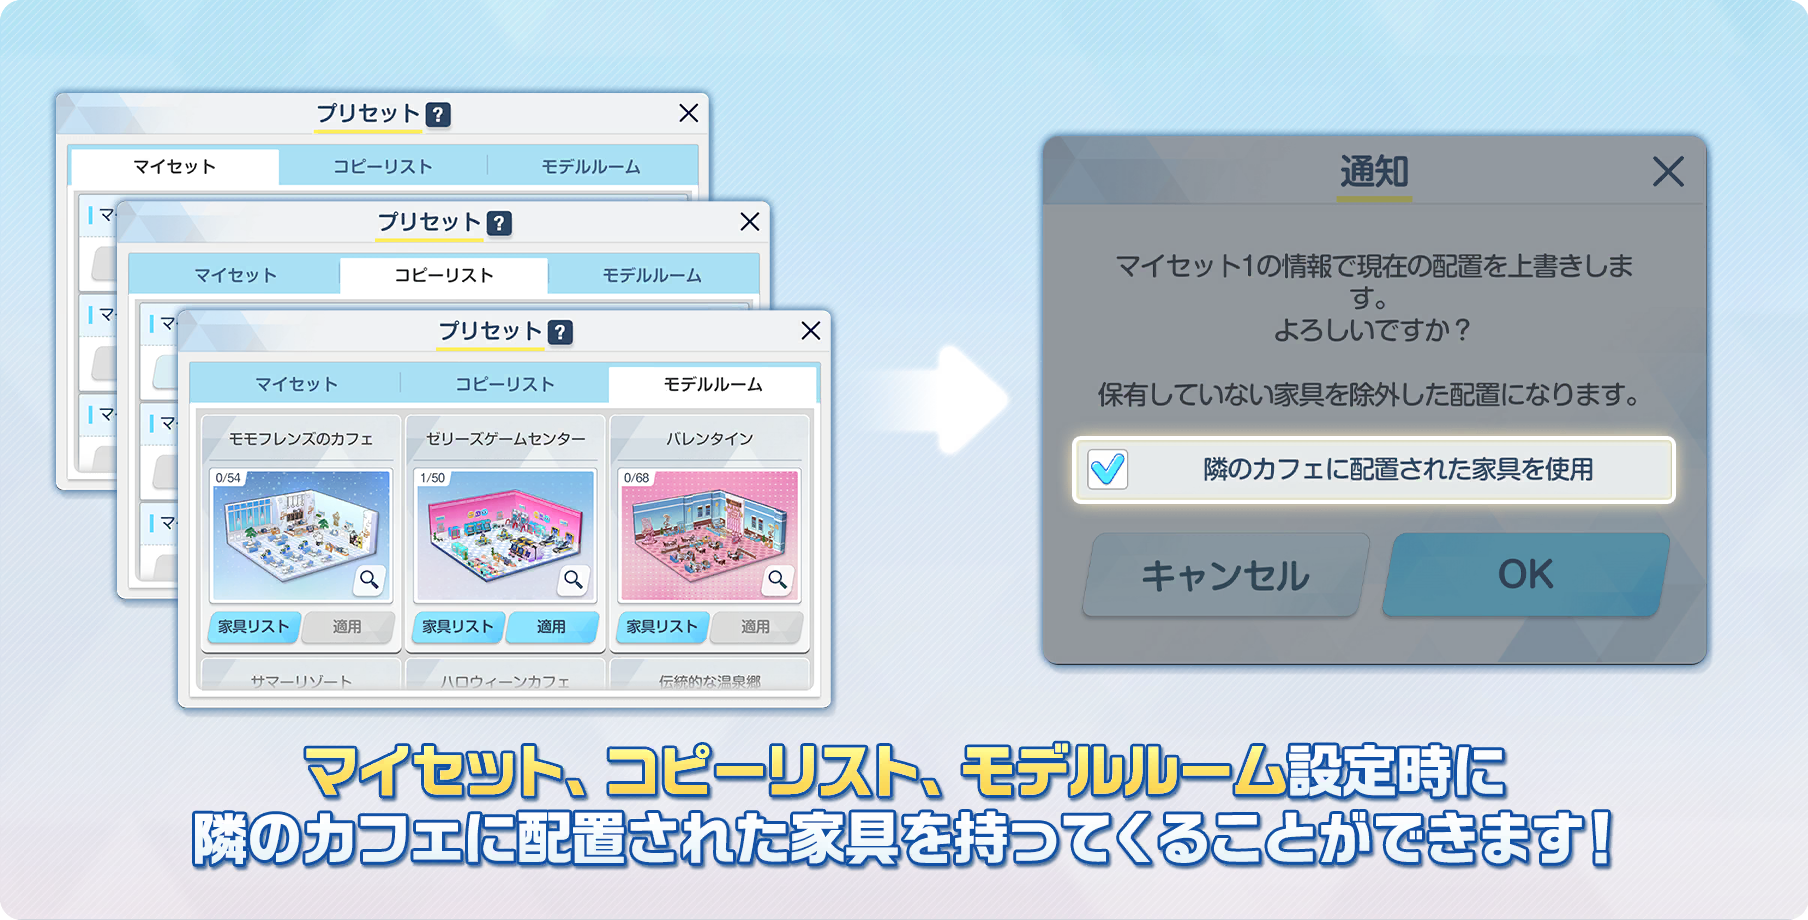 プリセット ?
マイセット
コピーリスト
モデルルーム
マ
マ
マ
プリセット ?
マイセット
コピーリスト
モデルルーム
マ
マ
マ
プリセット ?
マイセット
コピーリスト
モデルルーム
モモフレンズのカフェ
ゼリーズゲームセンター
バレンタイン
0/54
1/50
0/68
家具リスト
適用
家具リスト
適用
家具リスト
適用
サマーリゾート
ハロウィーンカフェ
伝統的な温泉郷
通知
マイセット1の情報で現在の配置を上書きしま
す。
よろしいですか？
保有していない家具を除外した配置になります。
隣のカフェに配置された家具を使用
キャンセル
OK
マイセット、コピーリスト、モデルルーム設定時に
隣のカフェに配置された家具を持ってくることができます！